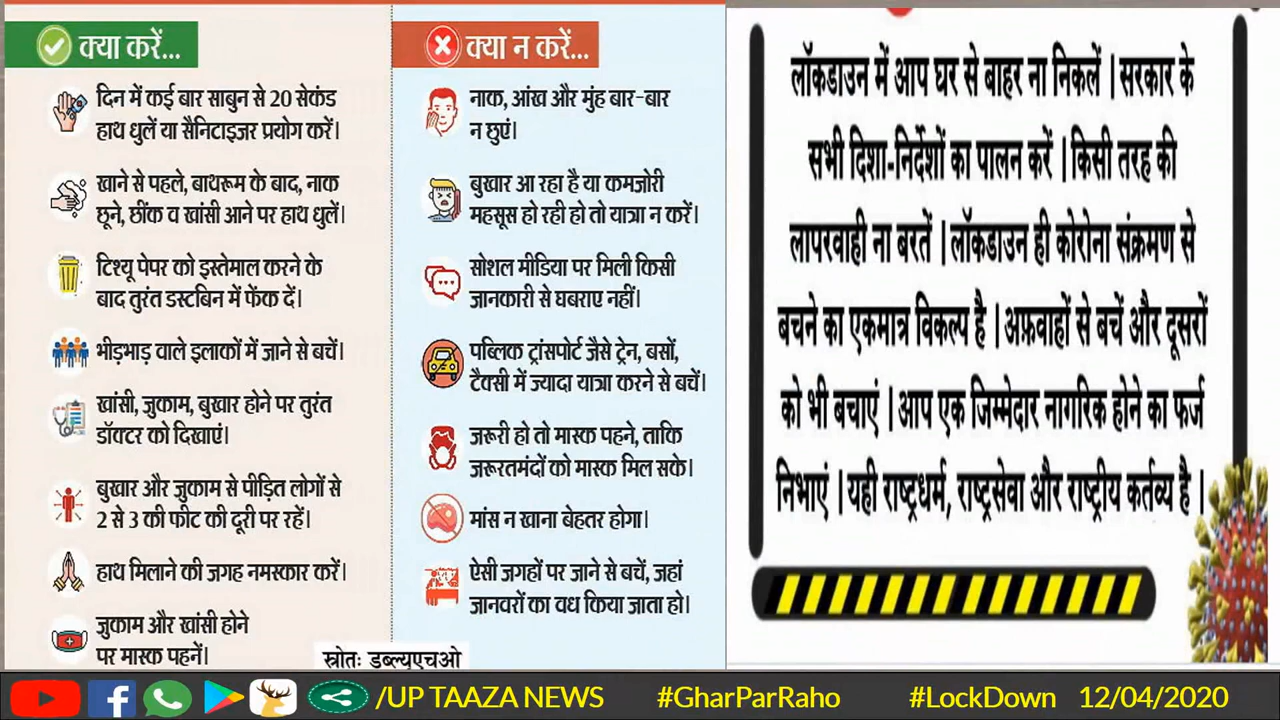 क्या करें...
दिन में कई बार साबुन से 20 सेकंड
हाथ धुलें या सैनिटाइजर प्रयोग करें।
खाने से पहले, बाथरूम के बाद, नाक
छूने, छींक व खांसी आने पर हाथ धुलें।
टिश्यू पेपर को इस्तेमाल करने के
बाद तुरंत डस्टबिन में फेंक दें।
भीड़भाड़ वाले इलाकों में जाने से बचें।
खांसी, जुकाम, बुखार होने पर तुरंत
डॉक्टर को दिखाएं।
बुखार और जुकाम से पीड़ित लोगों से
2 से 3 की फीट की दूरी पर रहें।
हाथ मिलाने की जगह नमस्कार करें।
जुकाम और खांसी होने
पर मास्क पहनें।
क्या न करें...
नाक, आंख और मुंह बार-बार
न छुएं।
बुखार आ रहा है या कमजोरी
महसूस हो रही हो तो यात्रा न करें।
सोशल मीडिया पर मिली किसी
जानकारी से घबराए नहीं।
पब्लिक ट्रांसपोर्ट जैसे ट्रेन, बसों,
टैक्सी में ज्यादा यात्रा करने से बचें।
जरूरी हो तो मास्क पहने, ताकि
जरूरतमंदों को मास्क मिल सके।
मांस न खाना बेहतर होगा।
ऐसी जगहों पर जाने से बचें, जहां
जानवरों का वध किया जाता हो।
स्रोतः डब्ल्यूएचओ
लॉकडाउन में आप घर से बाहर ना निकलें |सरकार के
सभी दिशा-निर्देशों का पालन करें |किसी तरह की
लापरवाही ना बरतें |लॉकडाउन ही कोरोना संक्रमण से
बचने का एकमात्र विकल्प है |अफ़वाहों से बचें और दूसरों
को भी बचाएं |आप एक जिम्मेदार नागरिक होने का फर्ज
निभाएं |यही राष्ट्रधर्म, राष्ट्रसेवा और राष्ट्रीय कर्तव्य है |
/UP TAAZA NEWS #GharParRaho #LockDown 12/04/2020